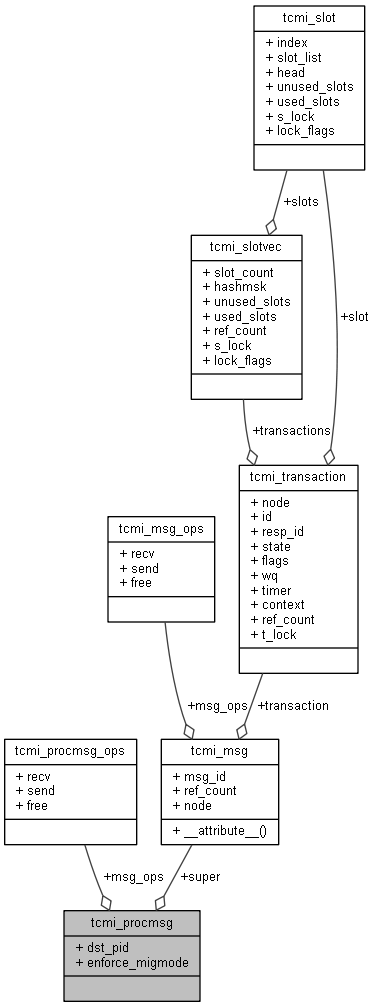 tcmi_slot
+ index
+ slot_list
+ head
+ unused_slots
+ used_slots
+ s_lock
+ lock_flags
+slots
tcmi_slotvec
+ slot_count
+ hashmsk
+ unused_slots
+ used_slots
+ ref_count
+ s_lock
+ lock_flags
+slot
+transactions
tcmi_transaction
+ node
+ id
+ resp_id
+ state
+ flags
+ wq
+ timer
+ context
+ ref_count
+ t_lock
tcmi_msg_ops
+ recv
+ send
+ free
+msg_ops
+transaction
tcmi_procmsg_ops
+ recv
+ send
+ free
tcmi_msg
+ msg_id
+ ref_count
+ node
+ __attribute__()
+msg_ops
+super
tcmi_procmsg
+ dst_pid
+ enforce_migmode